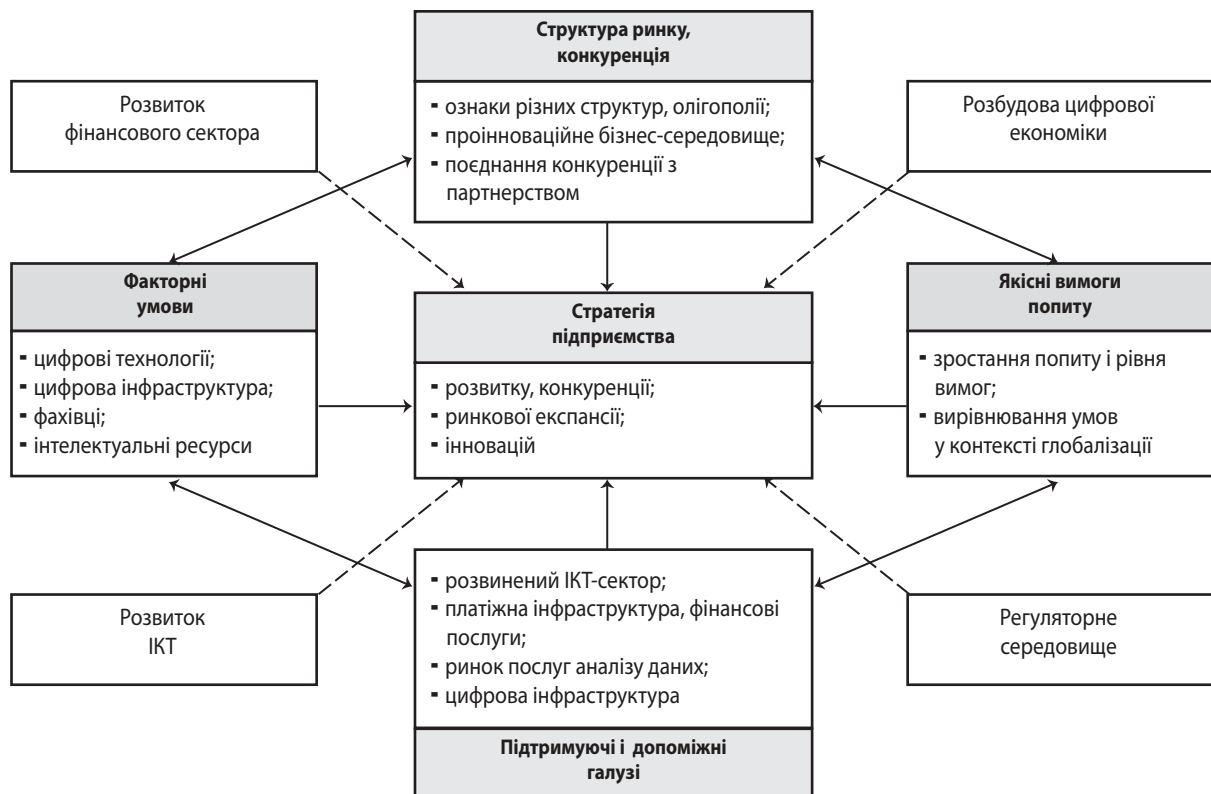 Структура ринку,
конкуренція
▪ ознаки різних структур, олігополії;
▪ проінноваційне бізнес-середовище;
▪ поєднання конкуренції з
партнерством
Розвиток
фінансового сектора
Розбудова цифрової
економіки
Факторні
умови
▪ цифрові технології;
▪ цифрова інфраструктура;
▪ фахівці;
▪ інтелектуальні ресурси
Стратегія
підприємства
▪ розвитку, конкуренції;
▪ ринкової експансії;
▪ інновацій
Якісні вимоги
попиту
▪ зростання попиту і рівня
вимог;
▪ вирівнювання умов
у контексті глобалізації
Розвиток
ІКТ
▪ розвинений ІКТ-сектор;
▪ платіжна інфраструктура, фінансові
послуги;
▪ ринок послуг аналізу даних;
▪ цифрова інфраструктура
Підтримуючі і допоміжні
галузі
Регуляторне
середовище